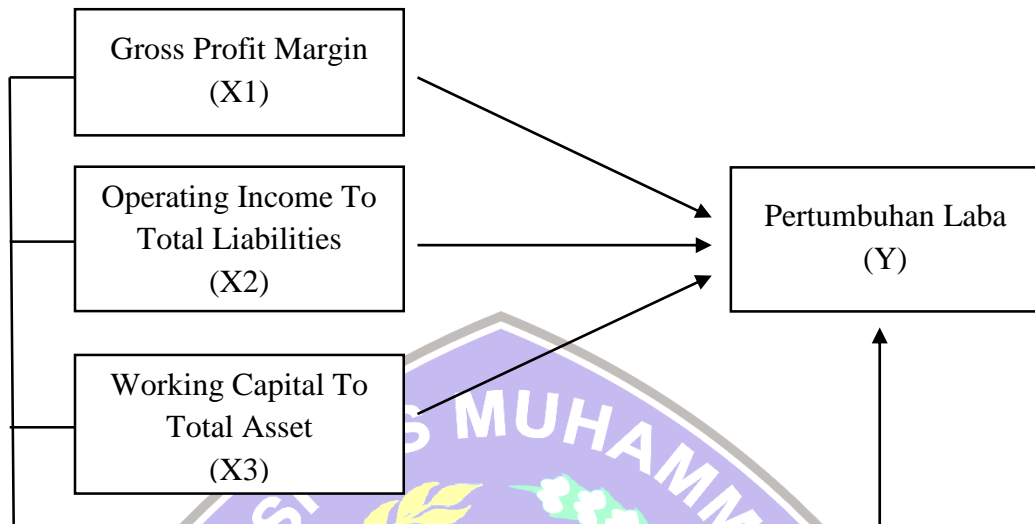 Gross Profit Margin
(X1)
Operating Income To
Total Liabilities
(X2)
Working Capital To
Total Asset
(X3)
Pertumbuhan Laba
(Y)